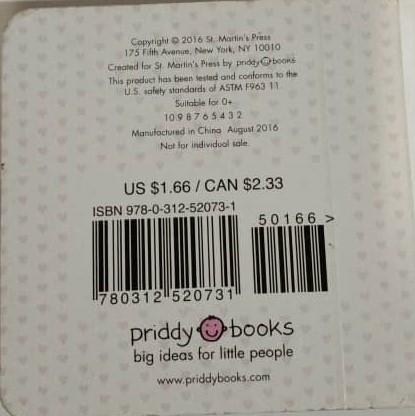 Copyright © 2016 St. Martin's Press
175 Fifth Avenue, New York, NY 10010
Created for St. Martin's Press by priddy books
This product has been tested and conforms to the
U.S. safety standards of ASTM F963 11
Suitable for 0+
10 9 8 7 6 5 4 3 2
Manufactured in China August 2016
Not for individual sale.
US $1.66 / CAN $2.33
ISBN 978-0-312-52073-1
50166 >
780312 520731
priddy books
big ideas for little people
www.priddybooks.com